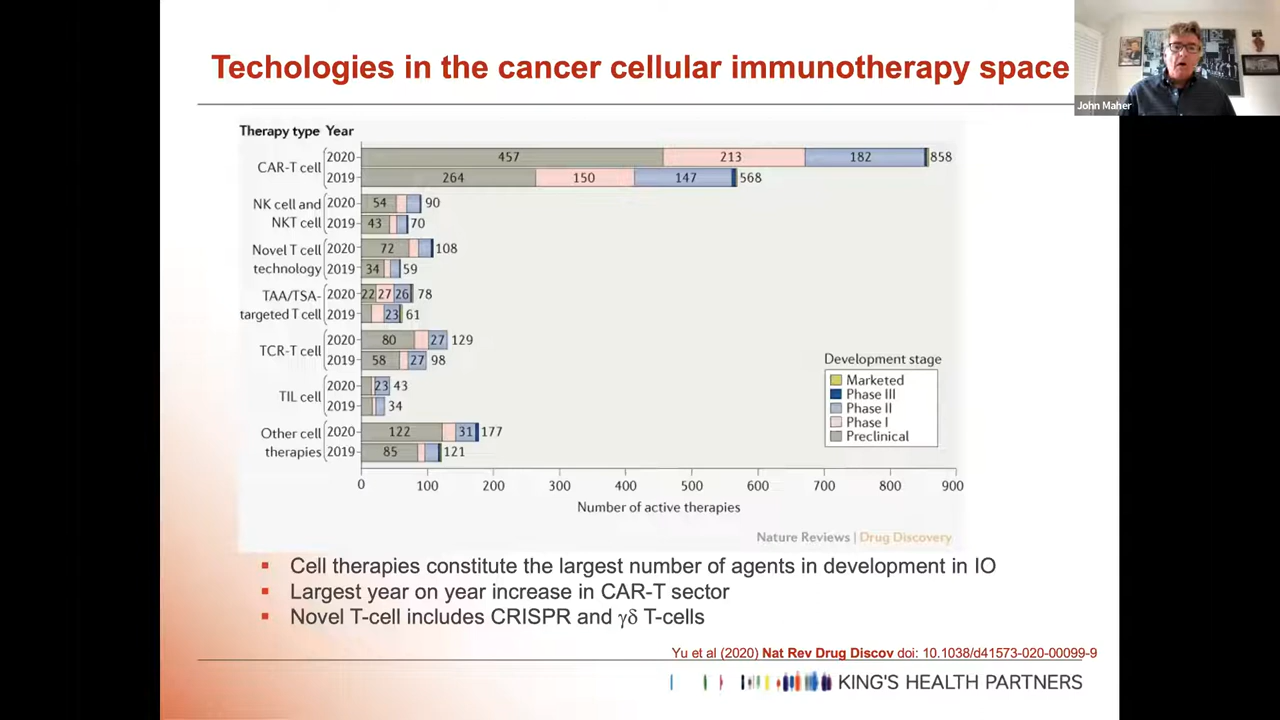 Techologies in the cancer cellular immunotherapy space
John Maher
Therapy type Year
CAR-T cell
2020 457 213 182 858
2019 264 150 147 568
NK cell and
NKT cell
2020 54 90
2019 43 70
Novel T cell
technology
2020 72 108
2019 34 59
TAA/TSA-
targeted T cell
2020 22 27 26 78
2019 23 61
TCR-T cell
2020 80 27 129
2019 58 27 98
TIL cell
2020 23 43
2019 34
Other cell
therapies
2020 122 31 177
2019 85 121
Development stage
Marketed
Phase III
Phase II
Phase I
Preclinical
0 100 200 300 400 500 600 700 800 900
Number of active therapies
Nature Reviews | Drug Discovery
Cell therapies constitute the largest number of agents in development in IO
Largest year on year increase in CAR-T sector
Novel T-cell includes CRISPR and γδ T-cells
Yu et al (2020) Nat Rev Drug Discov doi: 10.1038/d41573-020-00099-9
KING'S HEALTH PARTNERS